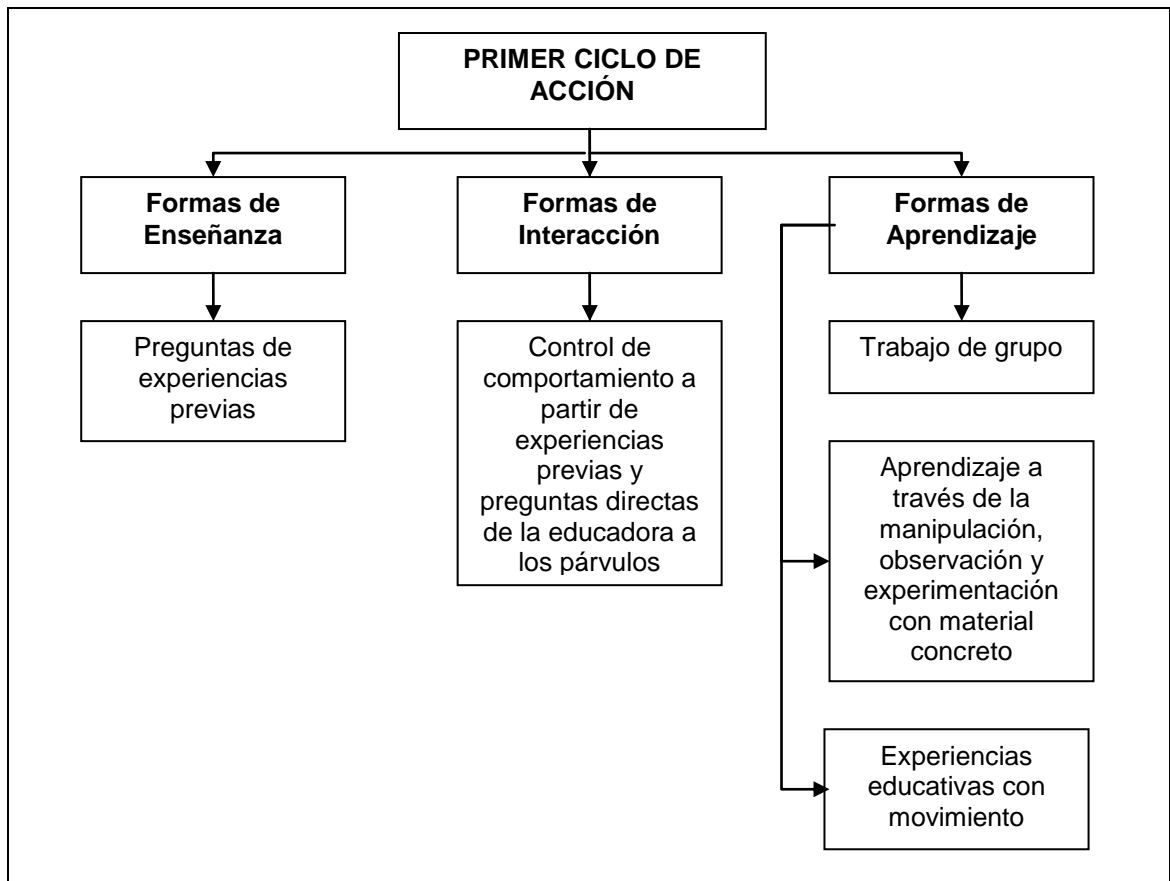 PRIMER CICLO DE
ACCIÓN
Formas de
Enseñanza
Formas de
Interacción
Formas de
Aprendizaje
Preguntas de
experiencias
previas
Control de
comportamiento a
partir de
experiencias
previas y
preguntas directas
de la educadora a
los párvulos
Trabajo de grupo
Aprendizaje a
través de la
manipulación,
observación y
experimentación
con material
concreto
Experiencias
educativas con
movimiento